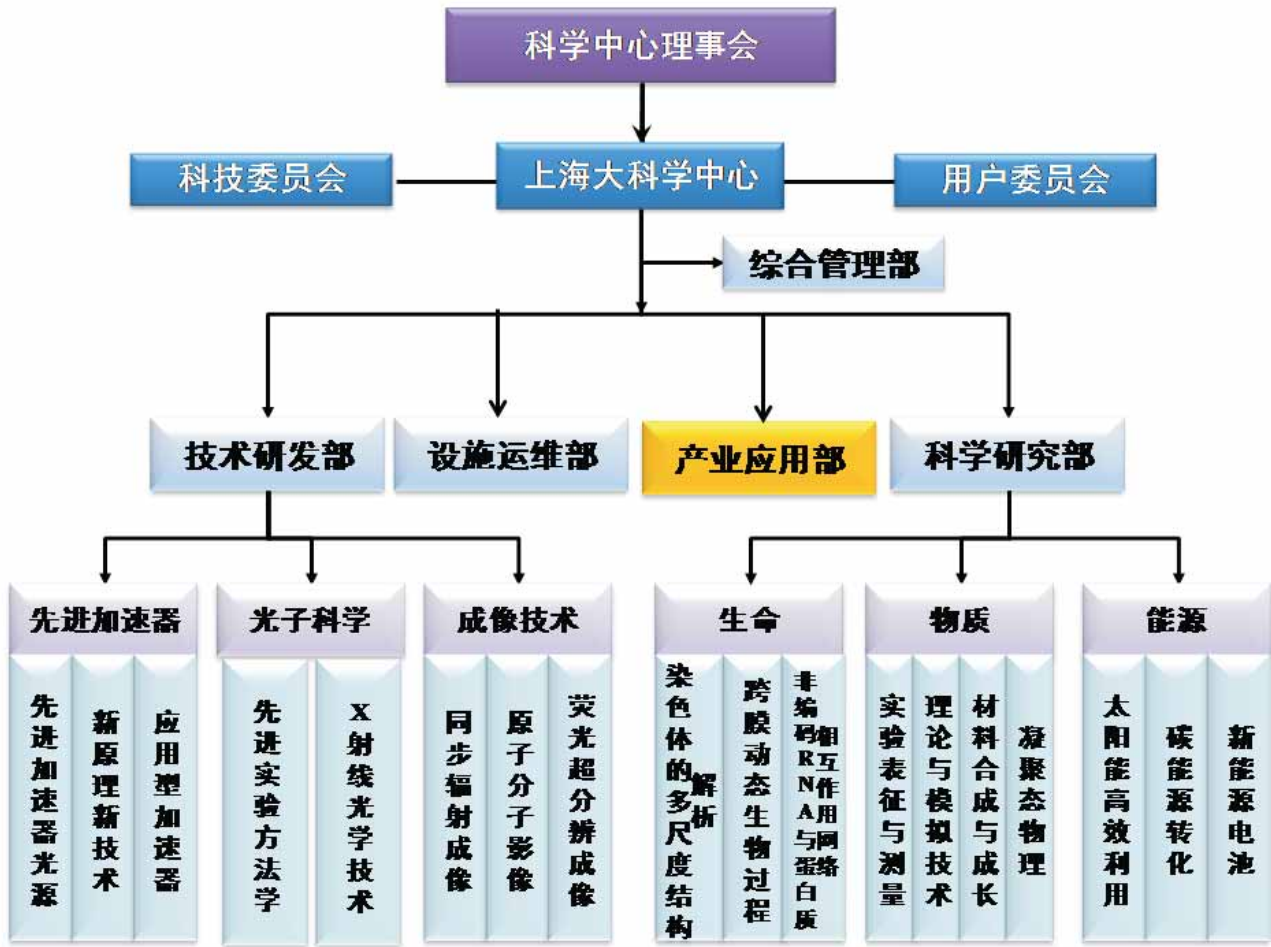 科学中心理事会
科技委员会
上海大科学中心
用户委员会
综合管理部
技术研发部
设施运维部
产业应用部
科学研究部
先进加速器
光子科学
成像技术
生命
物质
能源
先进加速器光源
新原理新技术
应用型加速器
先进实验方法学
X射线光学技术
同步辐射成像
原子分子影像
荧光超分辨成像
染色体的多尺度结构
解析
跨膜动态生物过程
非编码RNA与蛋白质
相互作用网络
实验表征与测量
理论与模拟技术
材料合成与成长
凝聚态物理
太阳能高效利用
碳能源转化
新能源电池